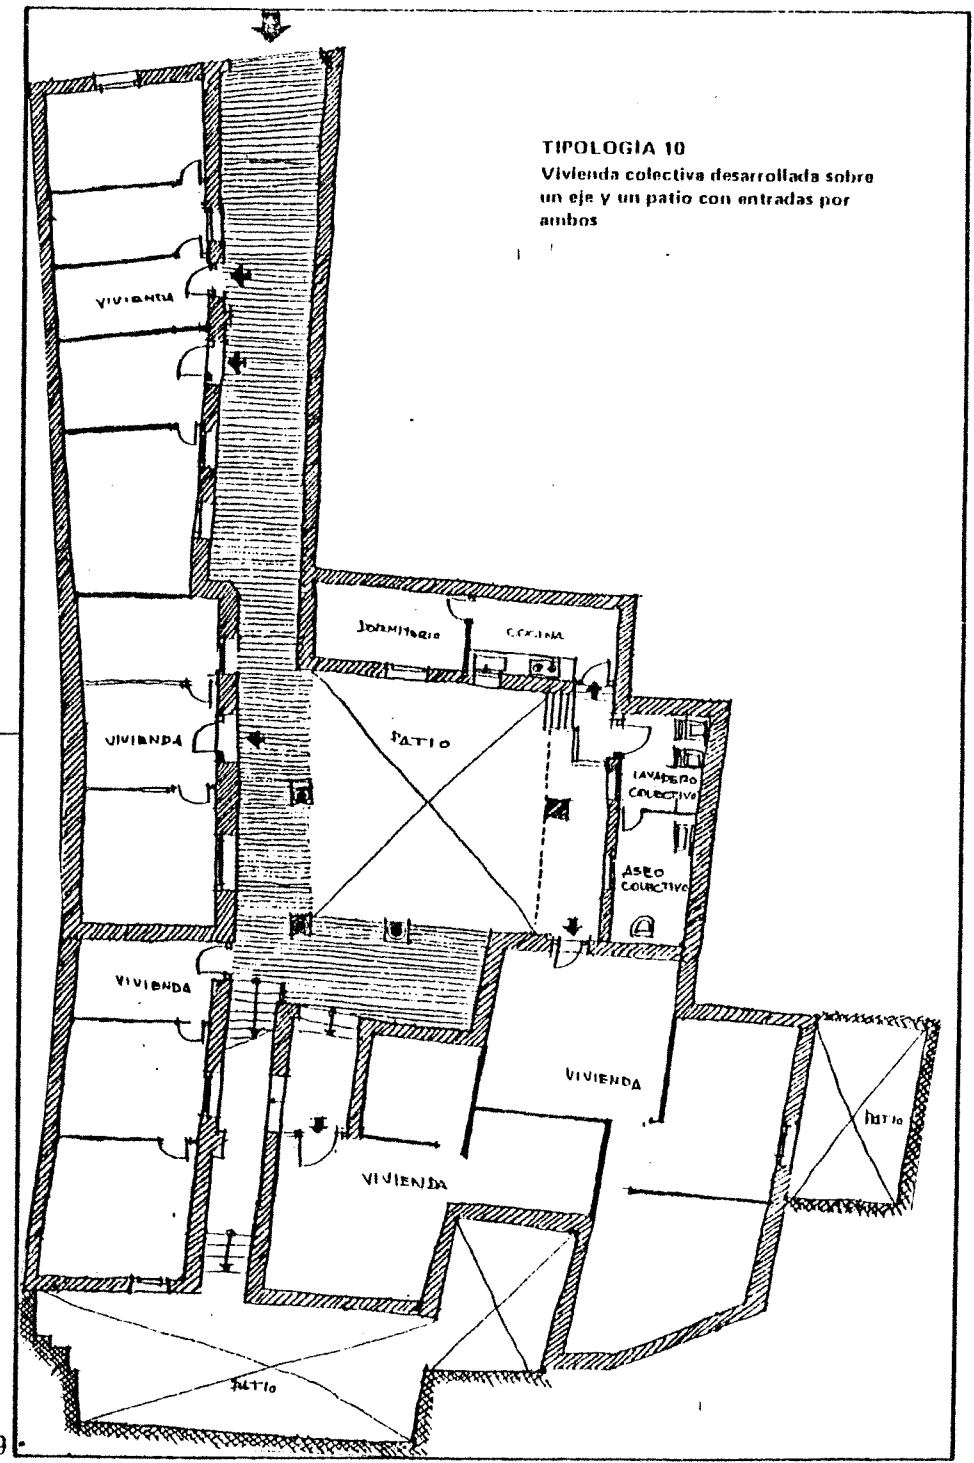 TIPOLOGIA 10
Vivienda colectiva desarrollada sobre
un eje y un patio con entradas por
ambos
VIVIENDA
DORMITORIO
COCINA
PATIO
VIVIENDA
LAVADERO
COLECTIVO
ASEO
COLECTIVO
VIVIENDA
VIVIENDA
PATIO
VIVIENDA
PATIO
9